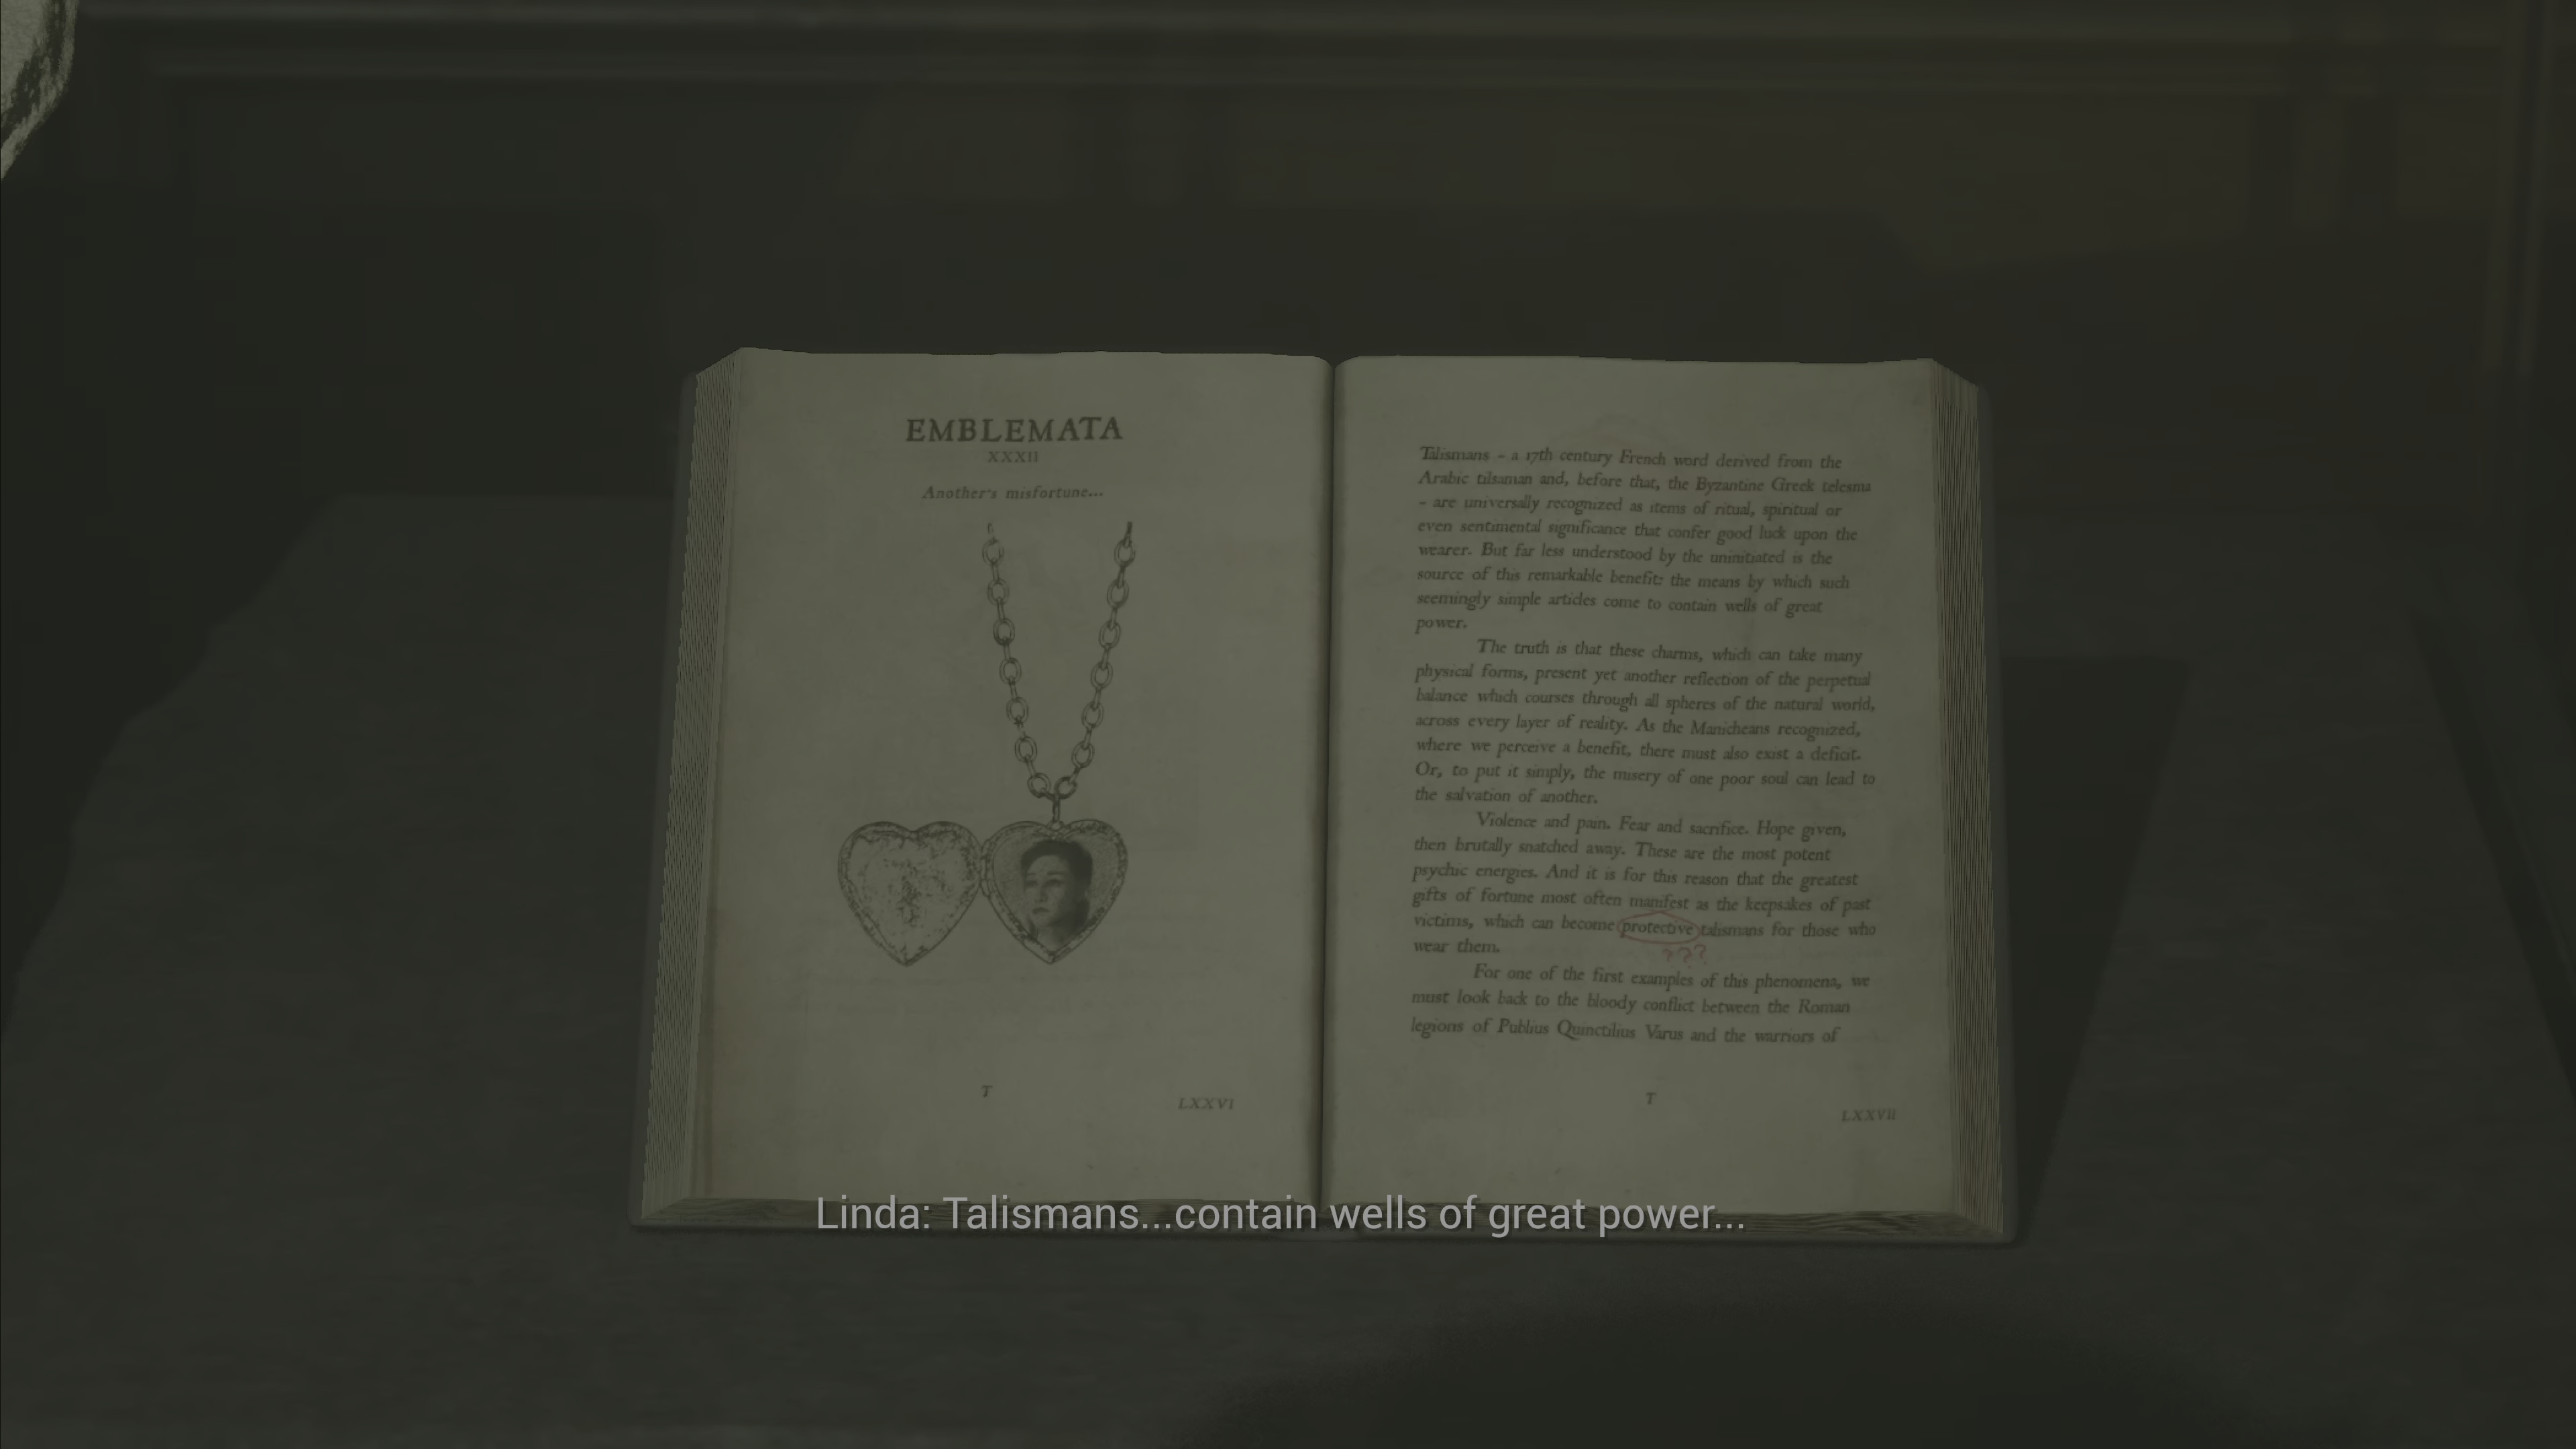 EMBLEMATA
XXXII
Another's misfortune...
T
LXXVI
Talismans - a 17th century French word derived from the
Arabic tilsaman and, before that, the Byzantine Greek telesma
- are universally recognized as items of ritual, spiritual or
even sentimental significance that confer good luck upon the
wearer. But far less understood by the uninitiated is the
source of this remarkable benefit: the means by which such
seemingly simple articles come to contain wells of great
power.
The truth is that these charms, which can take many
physical forms, present yet another reflection of the perpetual
balance which courses through all spheres of the natural world,
across every layer of reality. As the Manicheans recognized,
where we perceive a benefit, there must also exist a deficit.
Or, to put it simply, the misery of one poor soul can lead to
the salvation of another.
Violence and pain. Fear and sacrifice. Hope given,
then brutally snatched away. These are the most potent
psychic energies. And it is for this reason that the greatest
gifts of fortune most often manifest as the keepsakes of past
victims, which can become protective talismans for those who
wear them.
???
For one of the first examples of this phenomena, we
must look back to the bloody conflict between the Roman
legions of Publius Quinctilius Varus and the warriors of
T
LXXVII
Linda: Talismans...contain wells of great power...